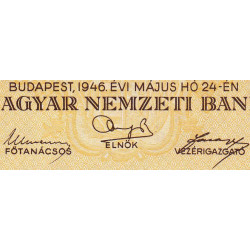 BUDAPEST, 1946. ÉVI MÁJUS HÓ 24-ÉN
AGYAR NEMZETI BAN
FŐTANÁCSOS ELNÖK VEZÉRIGAZGATÓ